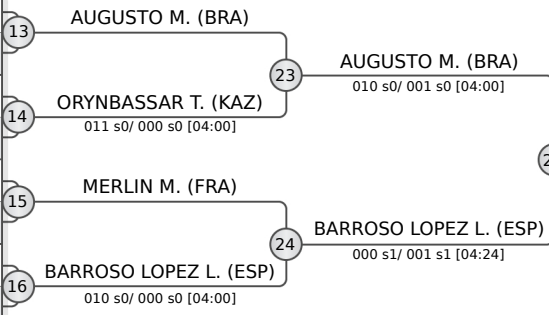 13
AUGUSTO M. (BRA)
23
AUGUSTO M. (BRA)
010 s0/ 001 s0 [04:00]
14
ORYNBASSAR T. (KAZ)
011 s0/ 000 s0 [04:00]
15
MERLIN M. (FRA)
24
BARROSO LOPEZ L. (ESP)
000 s1/ 001 s1 [04:24]
16
BARROSO LOPEZ L. (ESP)
010 s0/ 000 s0 [04:00]